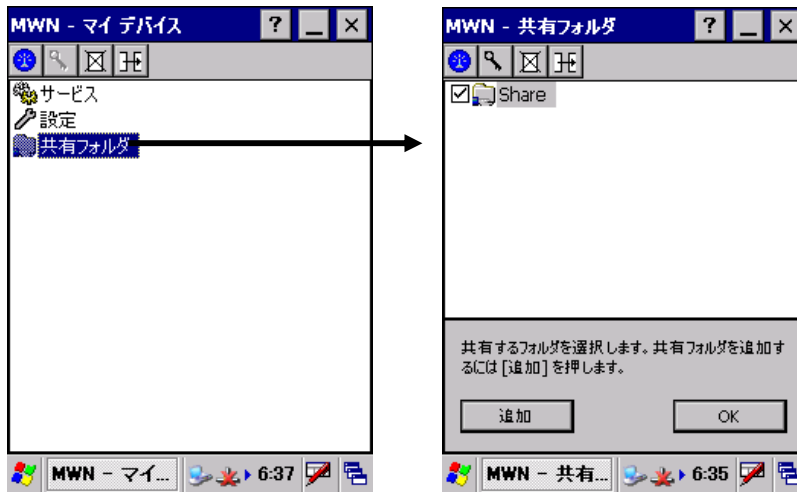 MWN - マイ デバイス ? _ ×
サービス
設定
共有フォルダ
MWN - マイ... 6:37
MWN - 共有フォルダ ? _ ×
Share
共有するフォルダを選択します。共有フォルダを追加す
るには [追加] を押します。
追加 OK
MWN - 共有... 6:35